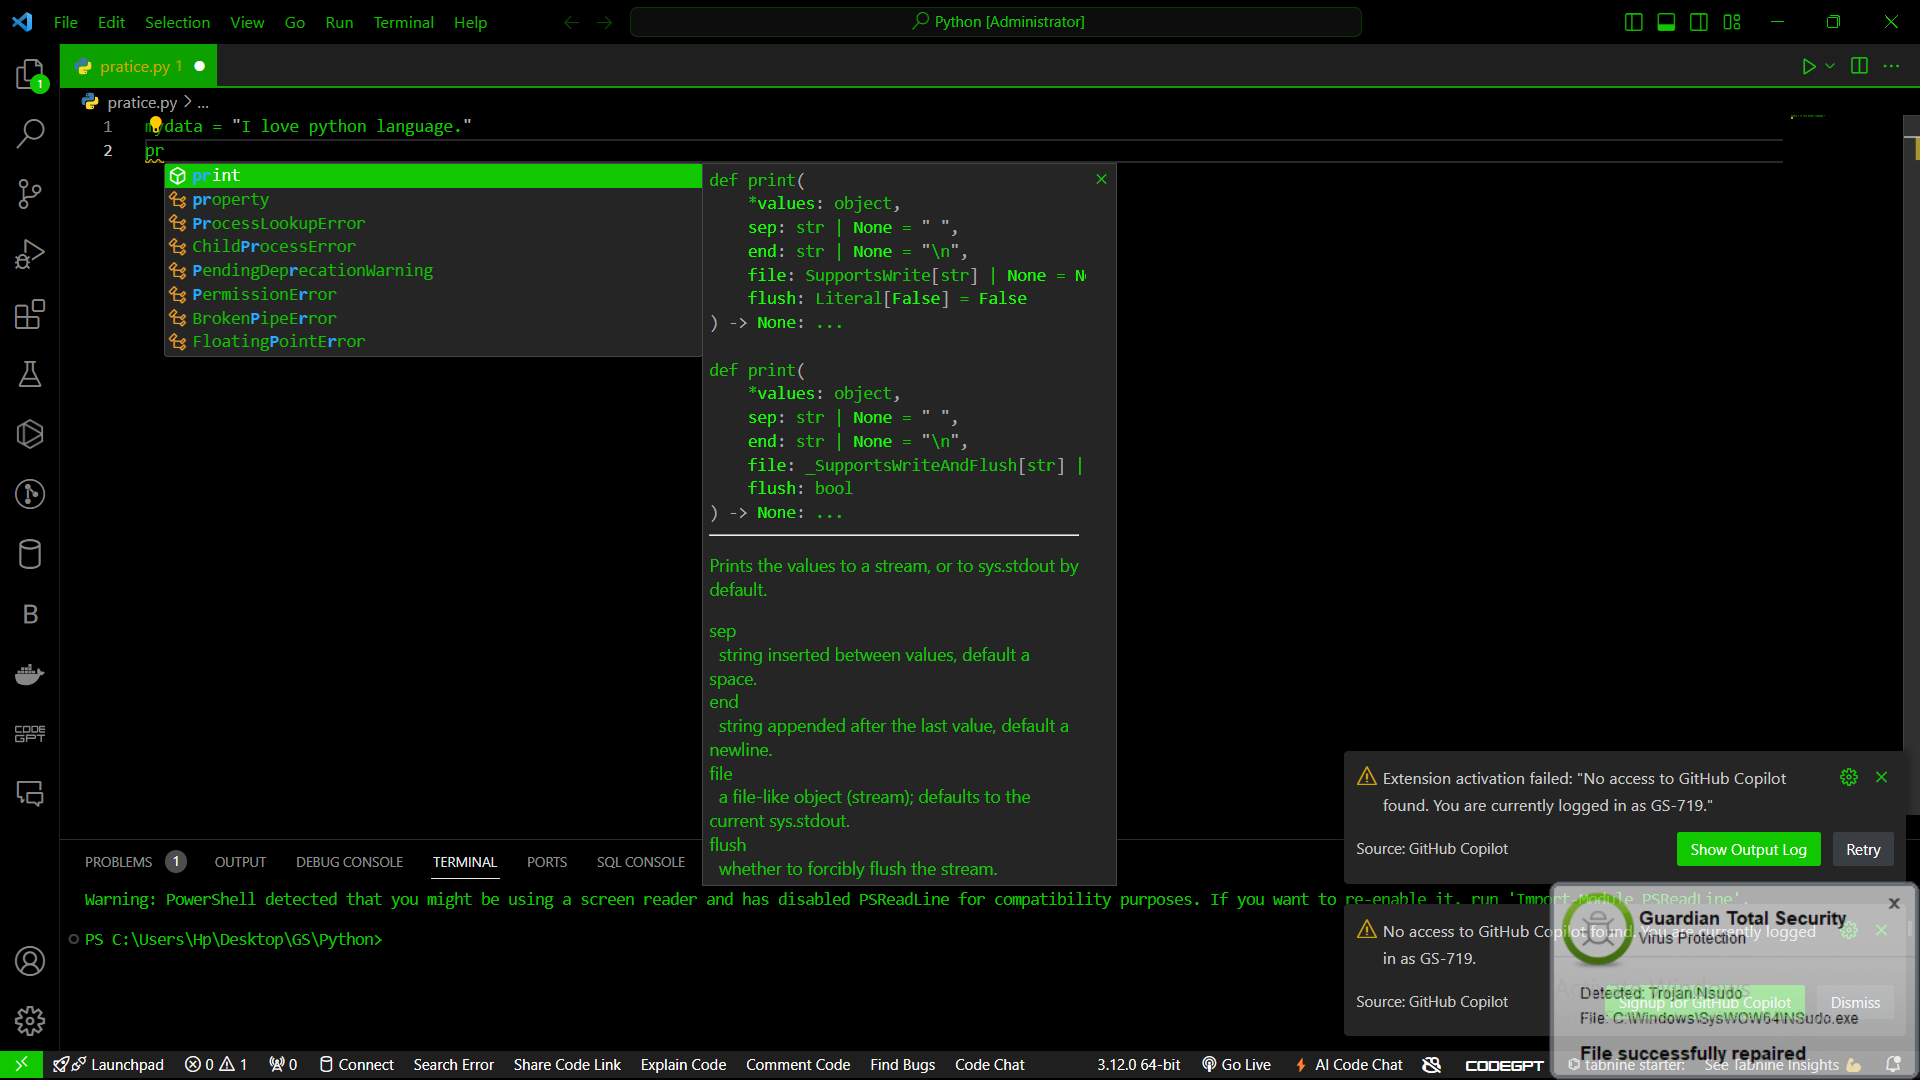 File Edit Selection View Go Run Terminal Help
Python [Administrator]
1
pratice.py 1
pratice.py > ...
1 mydata = "I love python language."
2 pr
print
property
ProcessLookupError
ChildProcessError
PendingDeprecationWarning
PermissionError
BrokenPipeError
FloatingPointError
def print(
*values: object,
sep: str | None = " ",
end: str | None = "\n",
file: SupportsWrite[str] | None = N
flush: Literal[False] = False
) -> None: ...
def print(
*values: object,
sep: str | None = " ",
end: str | None = "\n",
file: _SupportsWriteAndFlush[str] |
flush: bool
) -> None: ...
Prints the values to a stream, or to sys.stdout by
default.
sep
string inserted between values, default a
space.
end
string appended after the last value, default a
newline.
file
a file-like object (stream); defaults to the
current sys.stdout.
flush
whether to forcibly flush the stream.
B
CODE
GPT
PROBLEMS 1 OUTPUT DEBUG CONSOLE TERMINAL PORTS SQL CONSOLE
Warning: PowerShell detected that you might be using a screen reader and has disabled PSReadLine for compatibility purposes. If you want to re-enable it, run 'Import-Module PSReadLine'.
PS C:\Users\Hp\Desktop\GS\Python>
Extension activation failed: "No access to GitHub Copilot
found. You are currently logged in as GS-719."
Source: GitHub Copilot
Show Output Log
Retry
No access to GitHub Copilot found. You are currently logged
in as GS-719.
Source: GitHub Copilot
Signup for GitHub Copilot
Dismiss
Guardian Total Security
Virus Protection
Detected: Trojan.Nsudo
File: C:\Windows\SysWOW64\NSudo.exe
File successfully repaired
Launchpad 0 1 0 Connect Search Error Share Code Link Explain Code Comment Code Find Bugs Code Chat 3.12.0 64-bit Go Live AI Code Chat CODEGPT tabnine starter: See Tabnine Insights